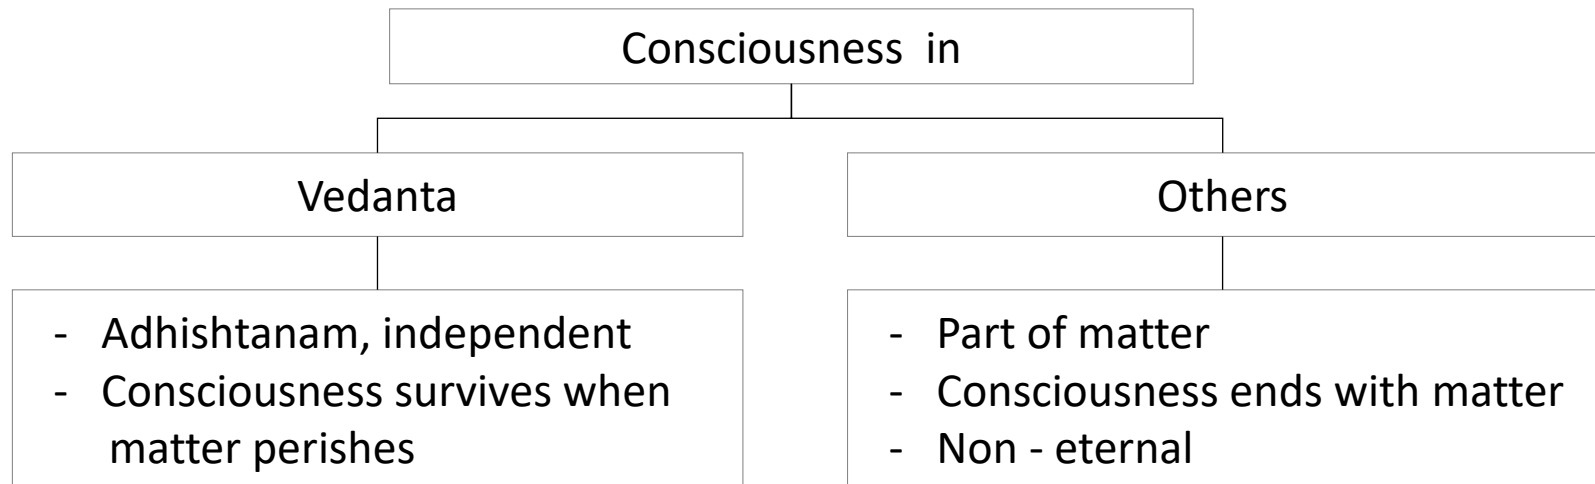 Consciousness in
Vedanta
Others
- Adhishtanam, independent
- Consciousness survives when
matter perishes
- Part of matter
- Consciousness ends with matter
- Non - eternal